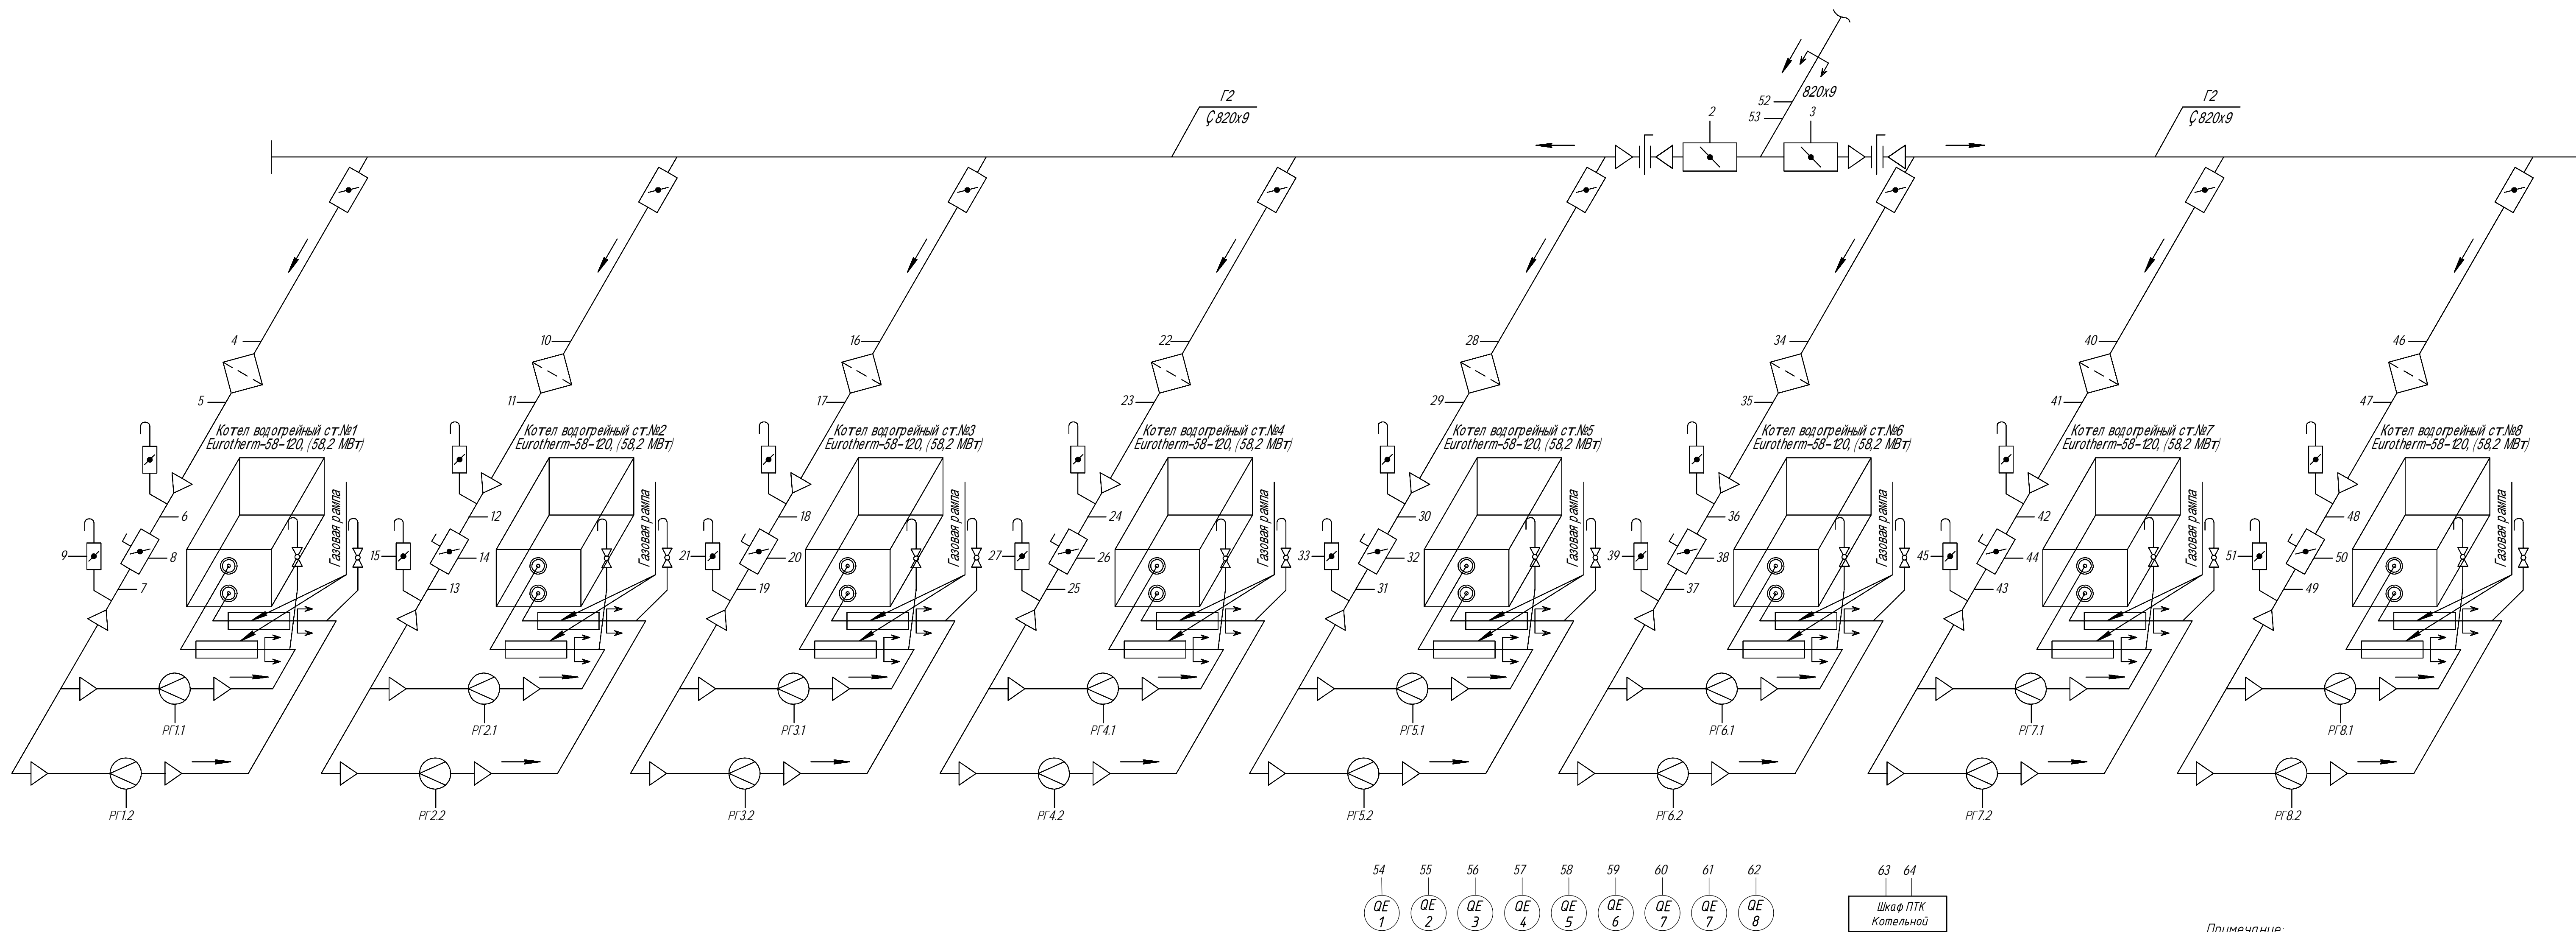 Г2
Ç820х9
52
53
820х9
2
3
Г2
Ç820х9
4
10
16
22
28
34
40
46
5
11
17
23
29
35
41
47
Котел водогрейный ст.№1
Eurotherm-58-120, (58,2 МВт)
Котел водогрейный ст.№2
Eurotherm-58-120, (58,2 МВт)
Котел водогрейный ст.№3
Eurotherm-58-120, (58,2 МВт)
Котел водогрейный ст.№4
Eurotherm-58-120, (58,2 МВт)
Котел водогрейный ст.№5
Eurotherm-58-120, (58,2 МВт)
Котел водогрейный ст.№6
Eurotherm-58-120, (58,2 МВт)
Котел водогрейный ст.№7
Eurotherm-58-120, (58,2 МВт)
Котел водогрейный ст.№8
Eurotherm-58-120, (58,2 МВт)
6
12
18
24
30
36
42
48
Газовая рампа
Газовая рампа
Газовая рампа
Газовая рампа
Газовая рампа
Газовая рампа
Газовая рампа
Газовая рампа
9
8
15
14
21
20
27
26
33
32
39
38
45
44
51
50
7
13
19
25
31
37
43
49
РГ1.1
РГ2.1
РГ3.1
РГ4.1
РГ5.1
РГ6.1
РГ7.1
РГ8.1
РГ1.2
РГ2.2
РГ3.2
РГ4.2
РГ5.2
РГ6.2
РГ7.2
РГ8.2
54
55
56
57
58
59
60
61
62
63
64
QE
1
QE
2
QE
3
QE
4
QE
5
QE
6
QE
7
QE
7
QE
8
Шкаф ПТК
Котельной
Примечание: